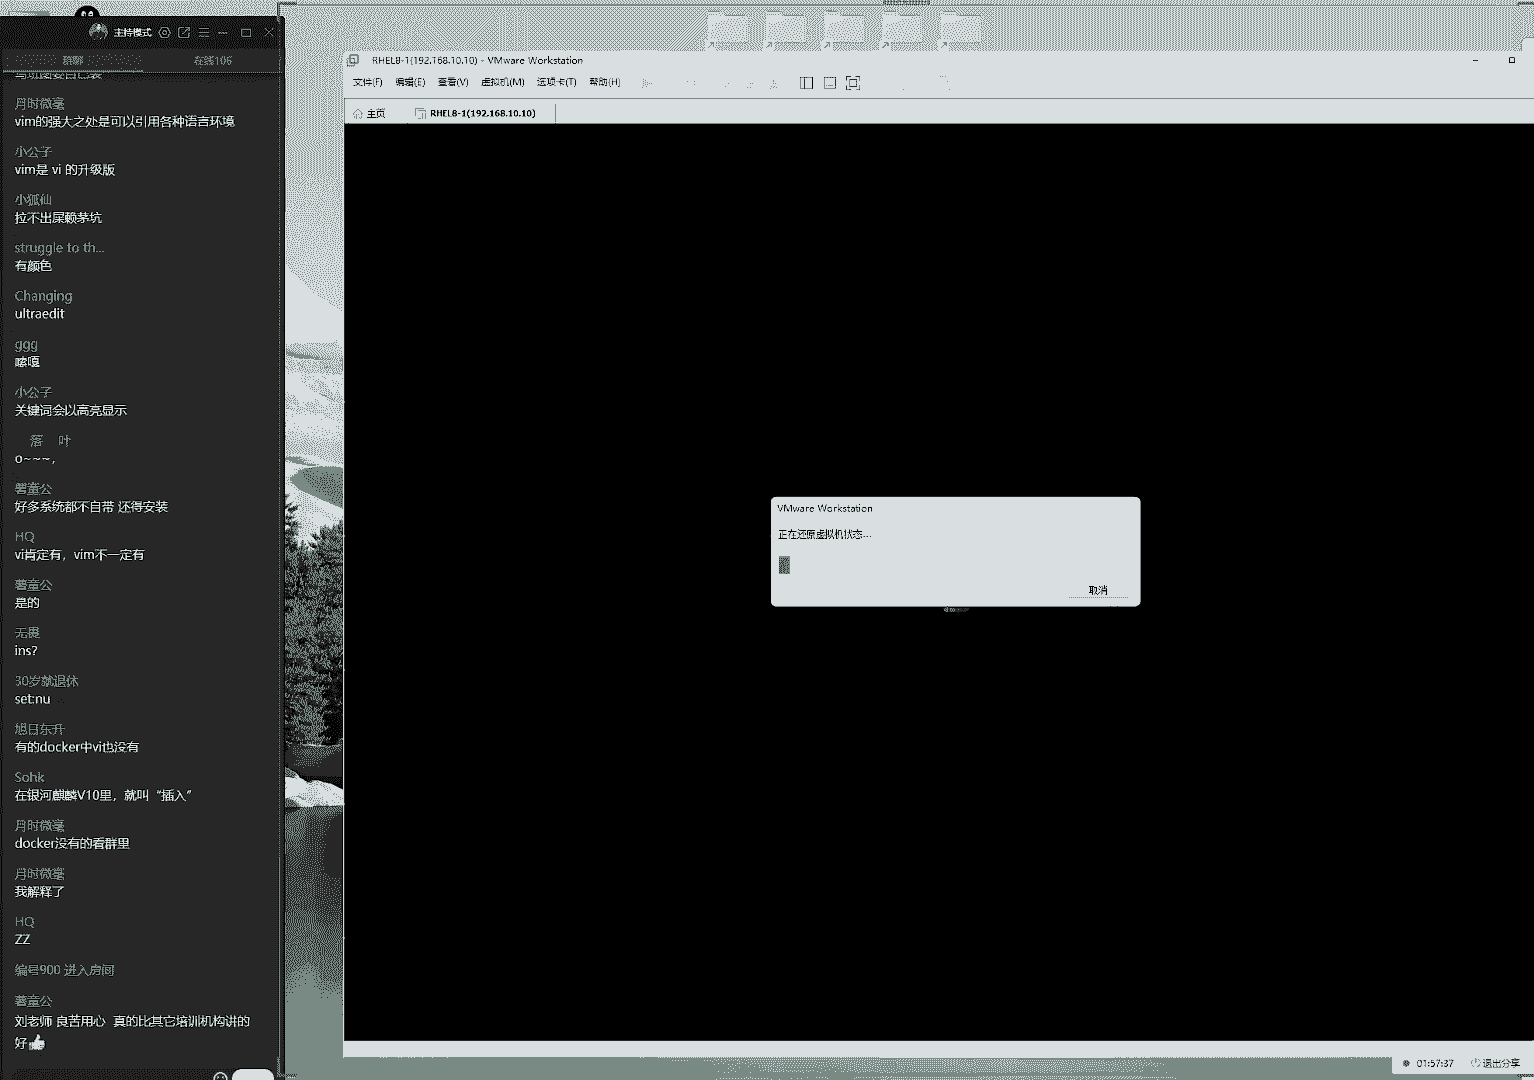 主持模式
群聊
在线106
月时微毫
vim的强大之处是可以引用各种语言环境
小公子
vim是 vi 的升级版
小狐仙
拉不出屎赖茅坑
struggle to th...
有颜色
Changing
ultraedit
ggg
嗦嘎
小公子
关键词会以高亮显示
落 叶
o~~~,
薯童公
好多系统都不自带 还得安装
HQ
vi肯定有，vim不一定有
薯童公
是的
无畏
ins?
30岁就退休
set:nu
旭日东升
有的docker中vi也没有
Sohk
在银河麒麟V10里，就叫“插入”
月时微毫
docker没有的看群里
月时微毫
我解释了
HQ
ZZ
编号900 进入房间
薯童公
刘老师 良苦用心 真的比其它培训机构讲的
好
RHEL8-1(192.168.10.10) - VMware Workstation
文件(F) 编辑(E) 查看(V) 虚拟机(M) 选项卡(T) 帮助(H)
主页 RHEL8-1(192.168.10.10)
VMware Workstation
正在还原虚拟机状态...
取消
01:57:37 退出分享